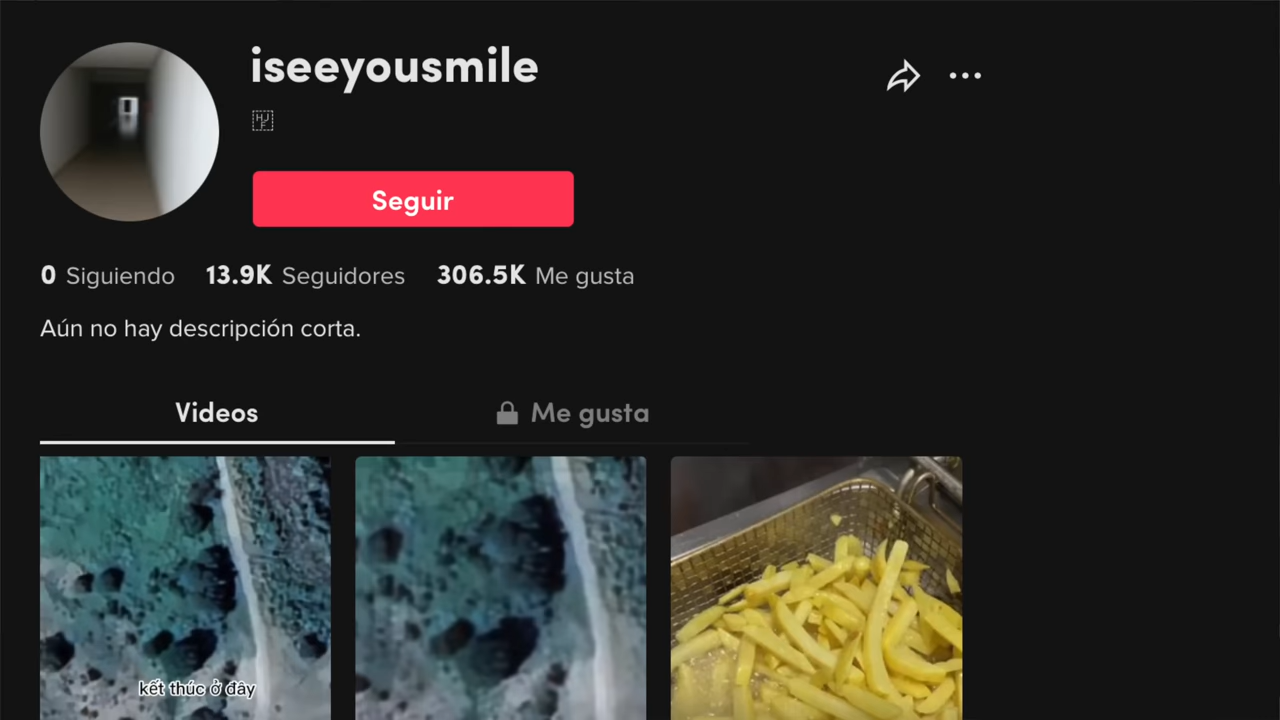 iseeyousmile
Seguir
0 Siguiendo 13.9K Seguidores 306.5K Me gusta
Aún no hay descripción corta.
Videos Me gusta
kết thúc ở đây